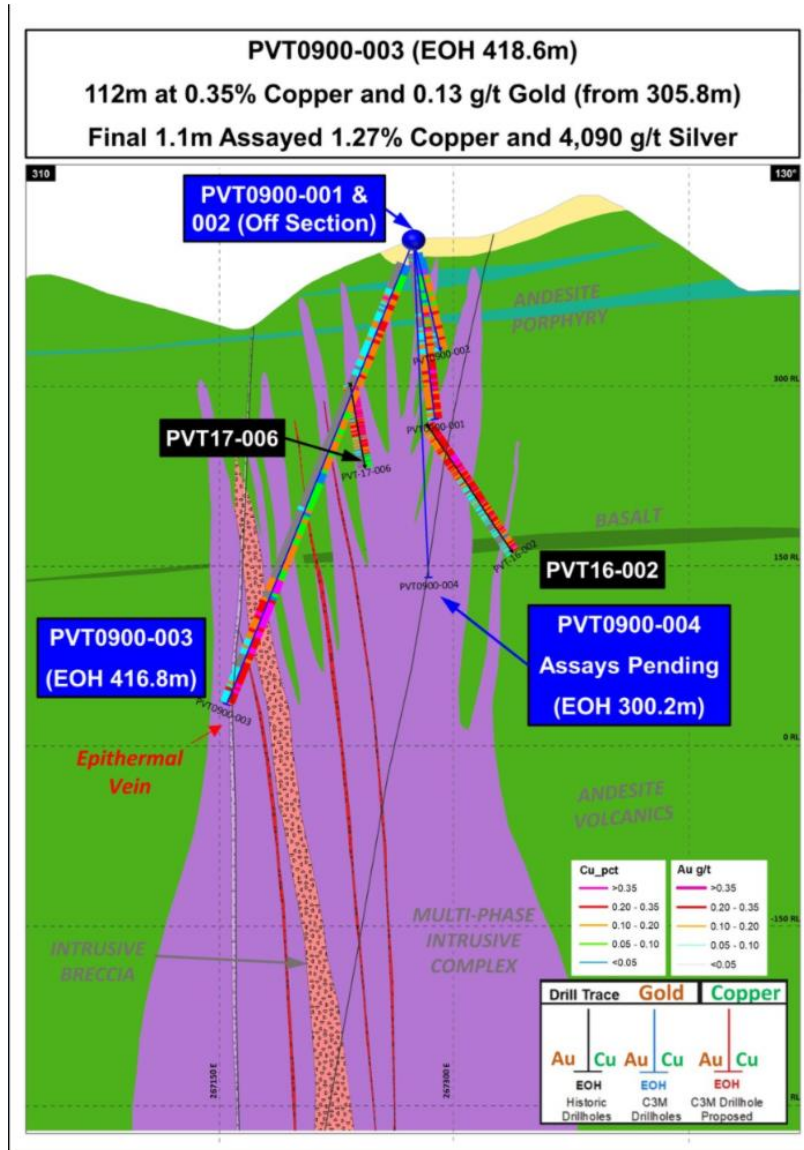 PVT0900-003 (EOH 418.6m)
112m at 0.35% Copper and 0.13 g/t Gold (from 305.8m)
Final 1.1m Assayed 1.27% Copper and 4,090 g/t Silver
310
130°
PVT0900-001 &
002 (Off Section)
ANDESITE
PORPHYRY
PVT0900-002
300 RL
PVT17-006
PVT0900-001
PVT-17-006
BASALT
PVT-16-002
150 RL
PVT16-002
PVT0900-004
PVT0900-003
(EOH 416.8m)
PVT0900-004
Assays Pending
(EOH 300.2m)
PVT0900-003
Epithermal
Vein
0 RL
ANDESITE
VOLCANICS
Cu_pct
>0.35
0.20 - 0.35
0.10 - 0.20
0.05 - 0.10
<0.05
Au g/t
>0.35
0.20 - 0.35
0.10 - 0.20
0.05 - 0.10
<0.05
-150 RL
INTRUSIVE
BRECCIA
MULTI-PHASE
INTRUSIVE
COMPLEX
Drill Trace Gold Copper
Au Cu Au Cu Au Cu
EOH EOH EOH
Historic
Drillholes
C3M
Drillholes
C3M Drillhole
Proposed
267150 E
267300 E
RL